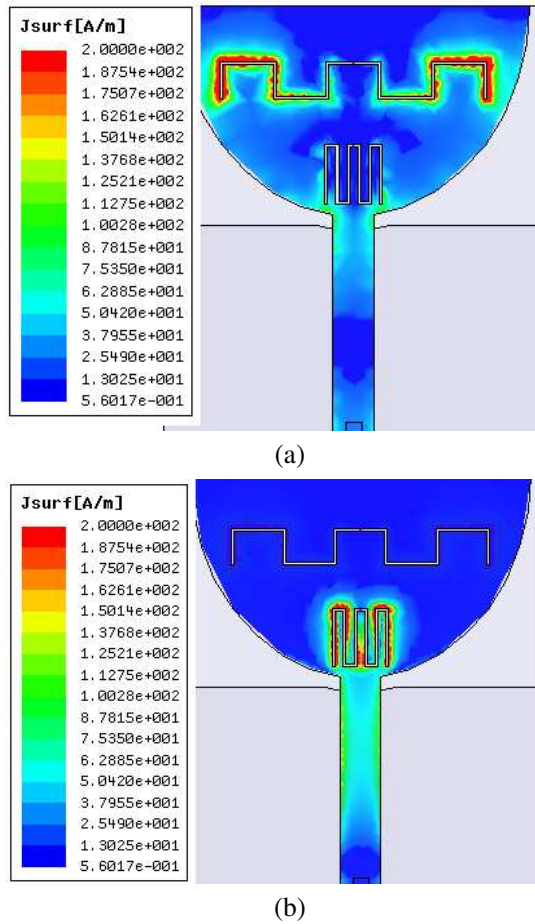 Jsurf[A/m]
2.0000e+002
1.8754e+002
1.7507e+002
1.6261e+002
1.5014e+002
1.3768e+002
1.2521e+002
1.1275e+002
1.0028e+002
8.7815e+001
7.5350e+001
6.2885e+001
5.0420e+001
3.7955e+001
2.5490e+001
1.3025e+001
5.6017e-001
(a)
Jsurf[A/m]
2.0000e+002
1.8754e+002
1.7507e+002
1.6261e+002
1.5014e+002
1.3768e+002
1.2521e+002
1.1275e+002
1.0028e+002
8.7815e+001
7.5350e+001
6.2885e+001
5.0420e+001
3.7955e+001
2.5490e+001
1.3025e+001
5.6017e-001
(b)